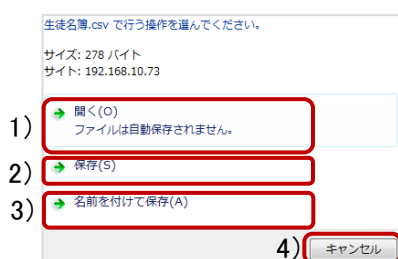 生徒名簿.csv で行う操作を選んでください。
サイズ: 278 バイト
サイト: 192.168.10.73
1) 開く(O)
ファイルは自動保存されません。
2) 保存(S)
3) 名前を付けて保存(A)
4) キャンセル